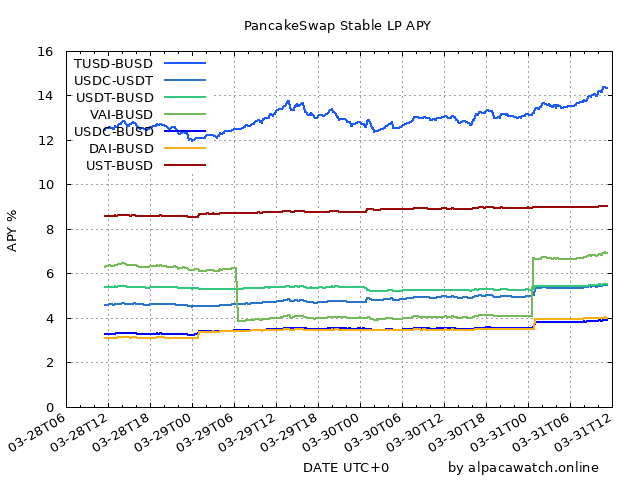 PancakeSwap Stable LP APY
16
14
12
10
8
6
4
2
0
APY %
TUSD-BUSD
USDC-USDT
USDT-BUSD
VAI-BUSD
USDC-BUSD
DAI-BUSD
UST-BUSD
03-28T06
03-28T12
03-28T18
03-29T00
03-29T06
03-29T12
03-29T18
03-30T00
03-30T06
03-30T12
03-30T18
03-31T00
03-31T06
03-31T12
DATE UTC+0
by alpacawatch.online